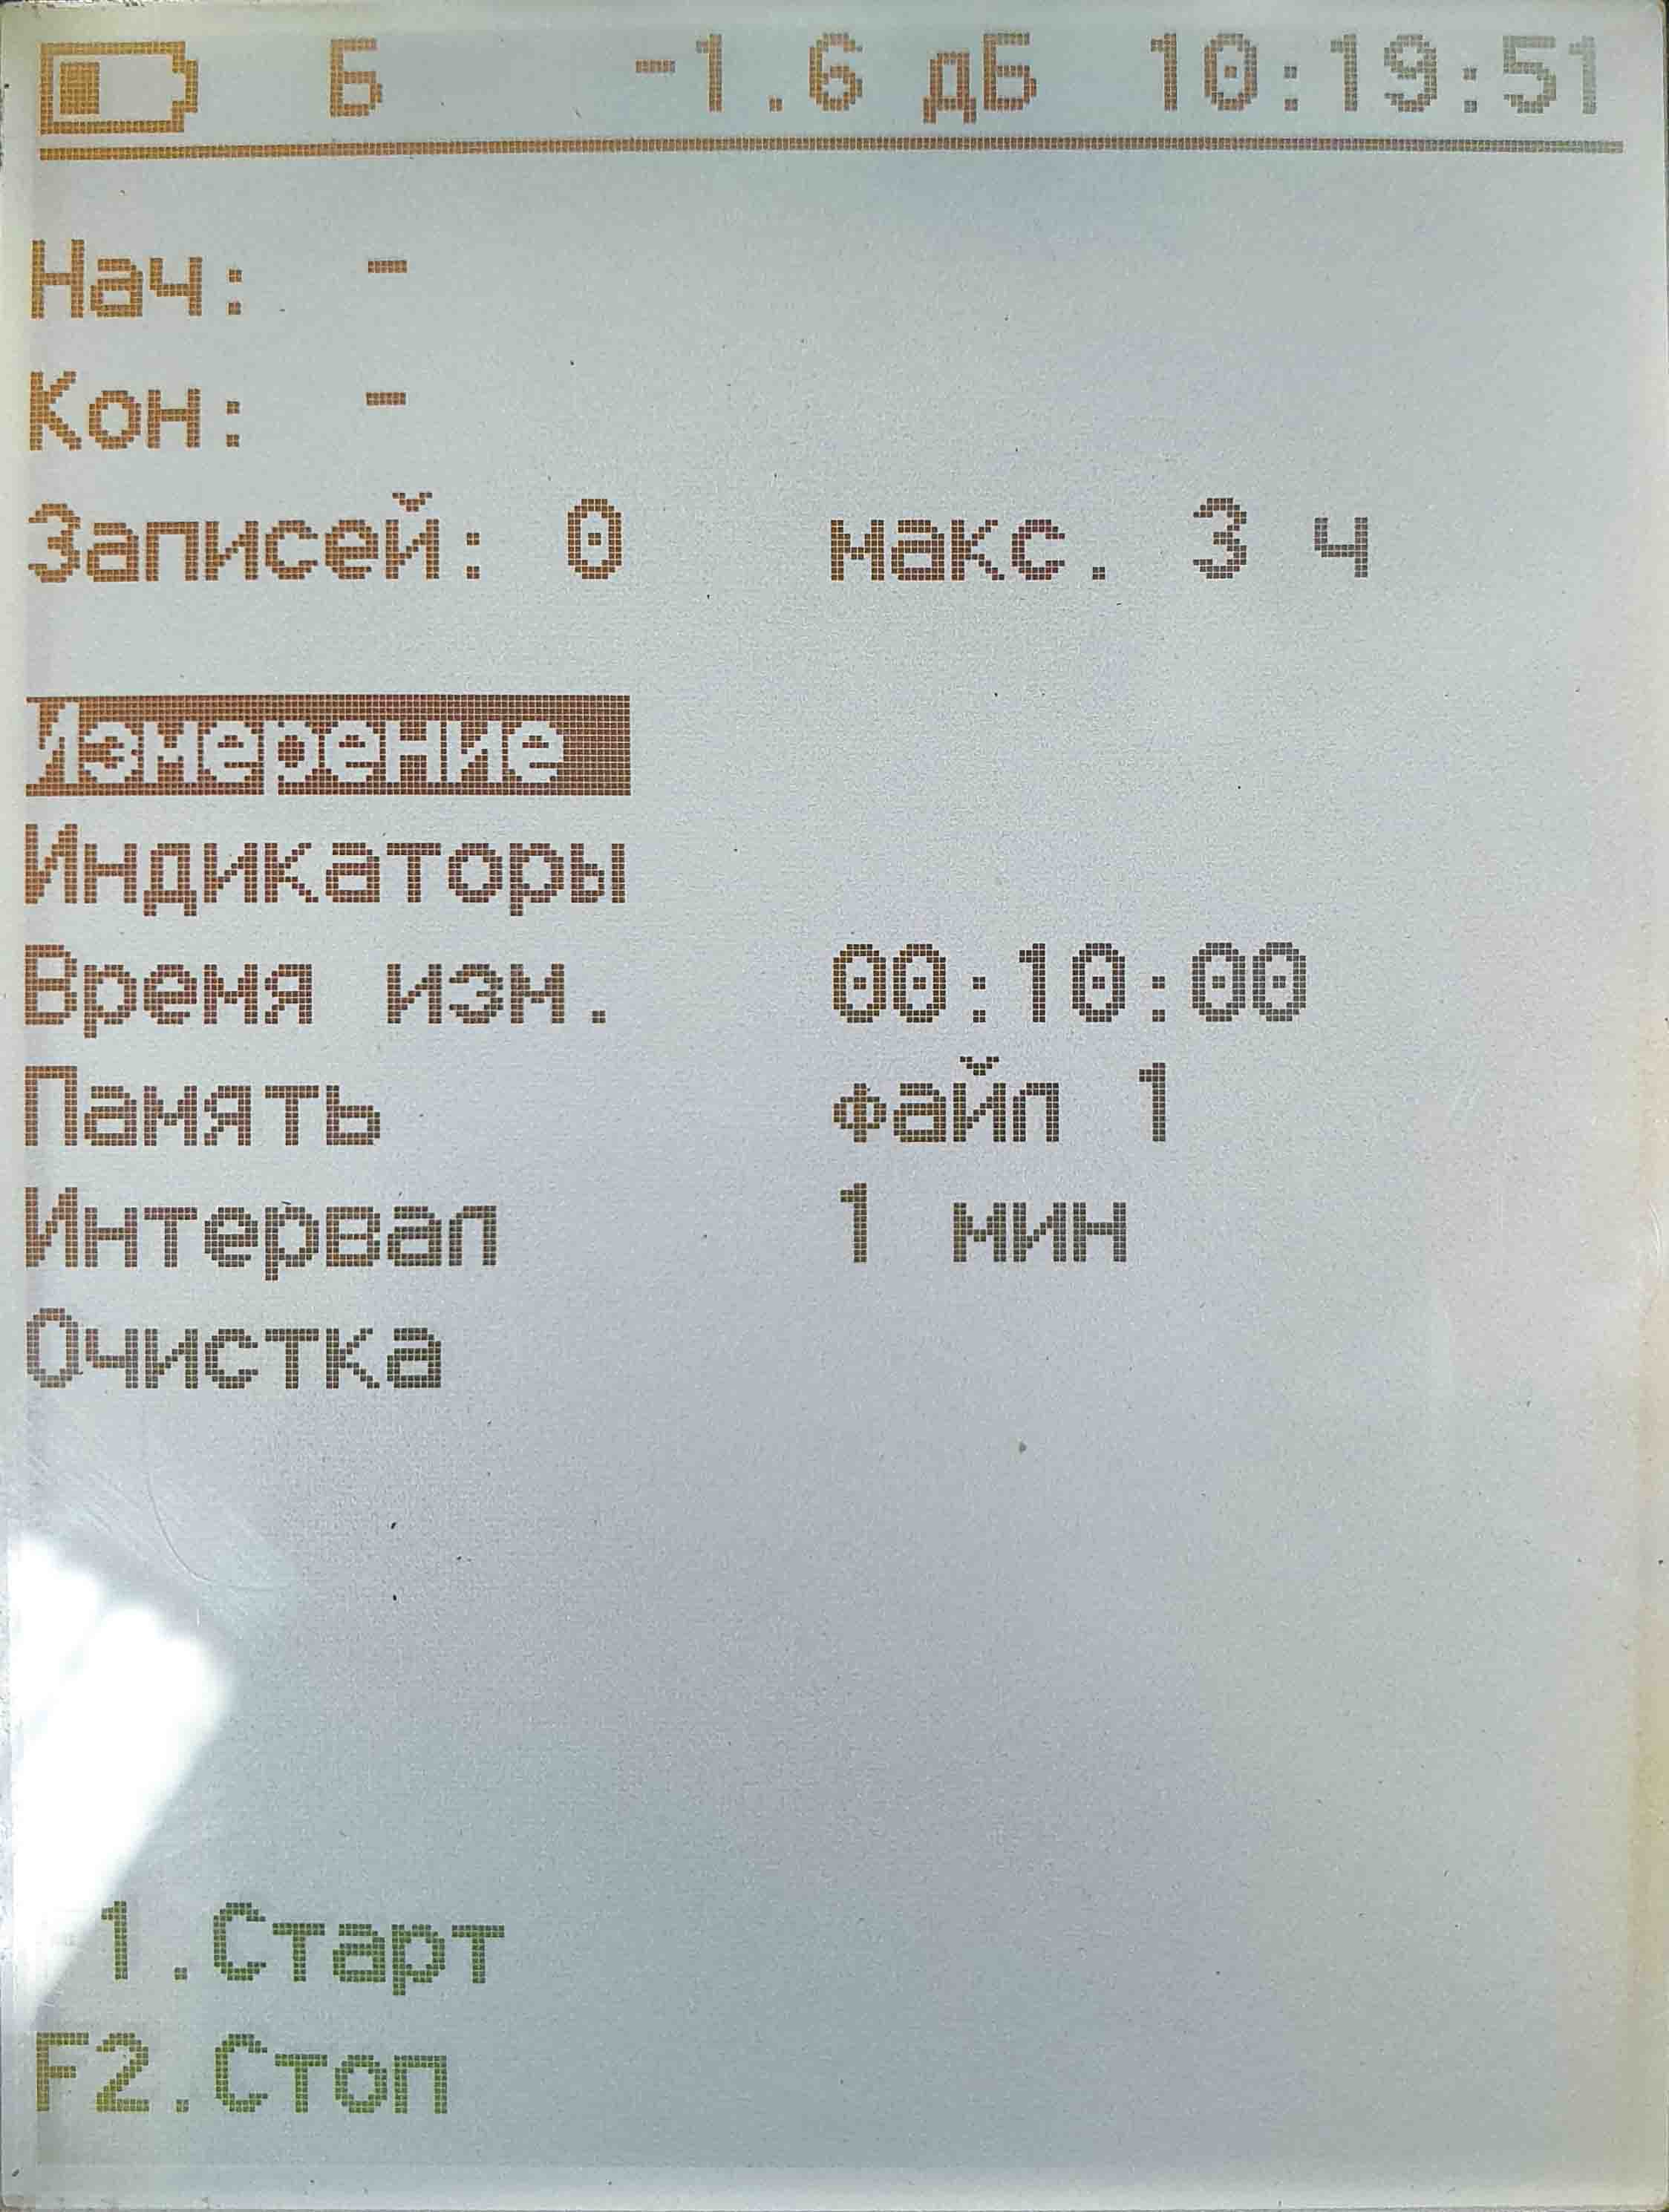 Б -1.6 дБ 10:19:51
Нач: -
Кон: -
Записей: 0 макс. 3 ч
Измерение
Индикаторы
Время изм. 00:10:00
Память файл 1
Интервал 1 мин
Очистка
1.Старт
F2.Стоп